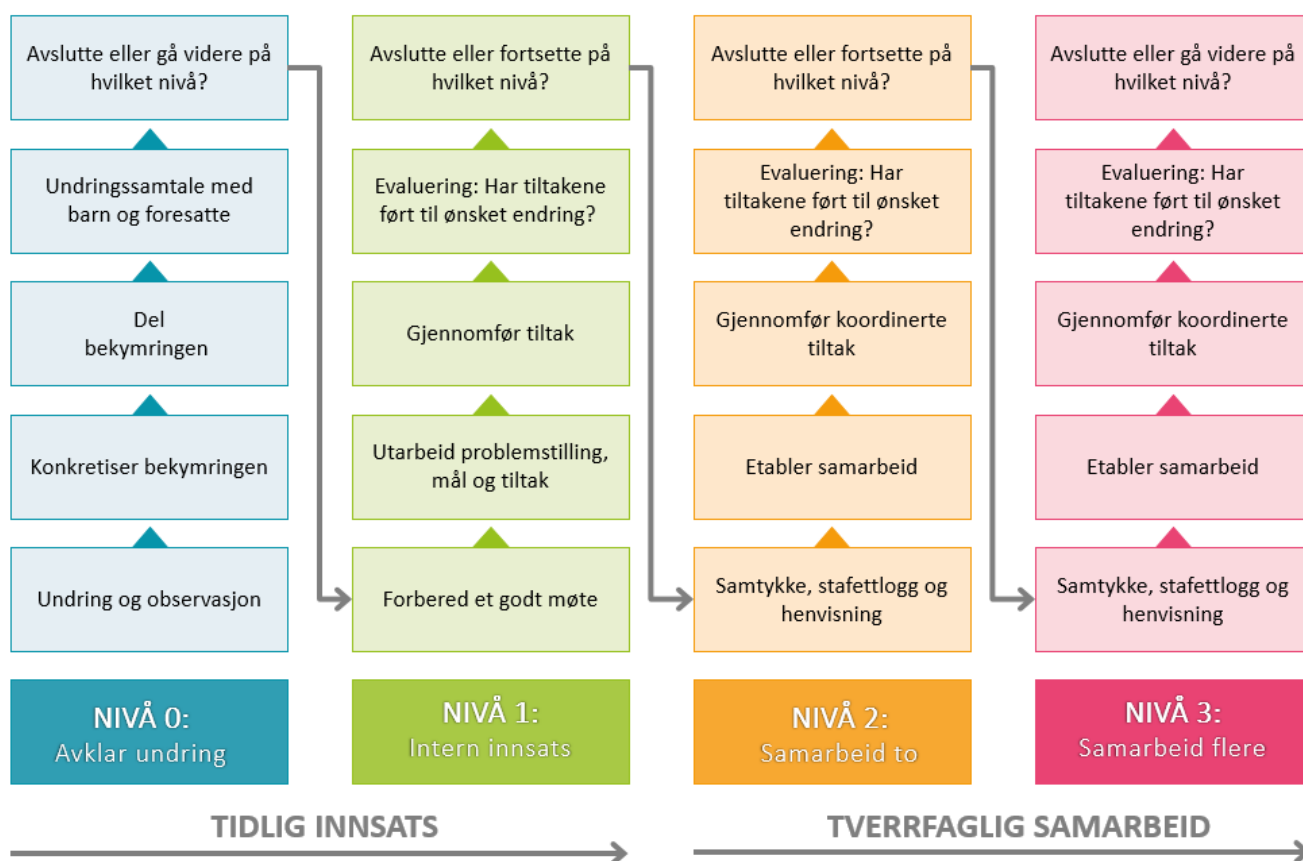 Avslutte eller gå videre på
hvilket nivå?
Undringssamtale med
barn og foresatte
Del
bekymringen
Konkretiser bekymringen
Undring og observasjon
NIVÅ 0:
Avklar undring
Avslutte eller fortsette på
hvilket nivå?
Evaluering: Har tiltakene
ført til ønsket endring?
Gjennomfør tiltak
Utarbeid problemstilling,
mål og tiltak
Forbered et godt møte
NIVÅ 1:
Intern innsats
Avslutte eller fortsette på
hvilket nivå?
Evaluering: Har
tiltakene ført til ønsket
endring?
Gjennomfør koordinerte
tiltak
Etabler samarbeid
Samtykke, stafettlogg og
henvisning
NIVÅ 2:
Samarbeid to
Avslutte eller gå videre på
hvilket nivå?
Evaluering: Har
tiltakene ført til ønsket
endring?
Gjennomfør koordinerte
tiltak
Etabler samarbeid
Samtykke, stafettlogg og
henvisning
NIVÅ 3:
Samarbeid flere
TIDLIG INNSATS
TVERRFAGLIG SAMARBEID